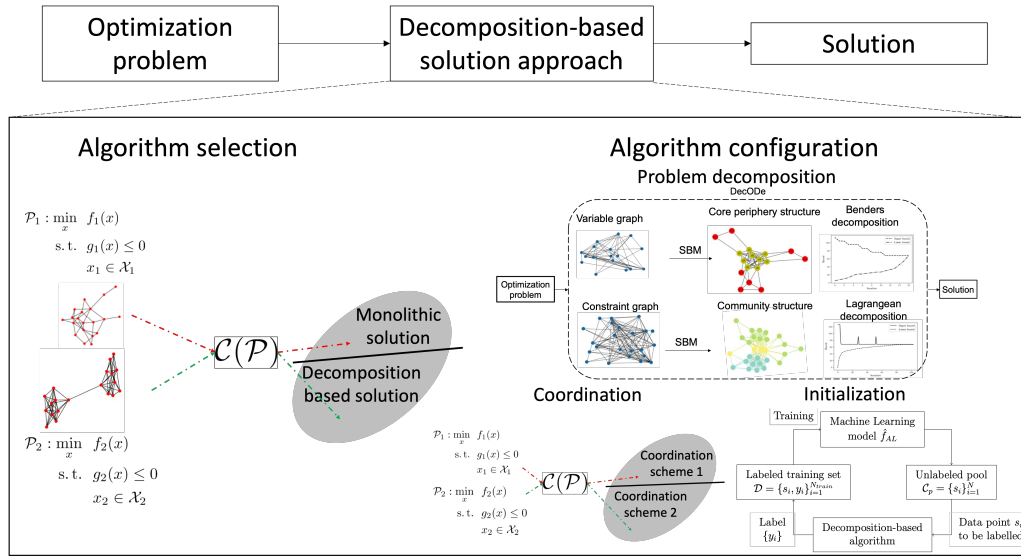 Optimization
problem
Decomposition-based
solution approach
Solution
Algorithm selection
𝒫₁ : min f₁(x)
x
s.t. g₁(x) ≤ 0
x₁ ∈ 𝒳₁
𝒞(𝒫)
Monolithic
solution
Decomposition
based solution
𝒫₂ : min f₂(x)
x
s.t. g₂(x) ≤ 0
x₂ ∈ 𝒳₂
Algorithm configuration
Problem decomposition
DecODe
Variable graph
Core periphery structure
Benders
decomposition
SBM
Optimization
problem
Solution
Constraint graph
Community structure
Lagrangean
decomposition
SBM
Coordination
𝒫₁ : min f₁(x)
x
s.t. g₁(x) ≤ 0
x₁ ∈ 𝒳₁
𝒞(𝒫)
𝒫₂ : min f₂(x)
x
s.t. g₂(x) ≤ 0
x₂ ∈ 𝒳₂
Coordination
scheme 1
Coordination
scheme 2
Initialization
Training
Machine Learning
model f̂_AL
Labeled training set
𝒟 = {sᵢ, yᵢ}ᵢ₌₁^Ntrain
Unlabeled pool
𝒞ₚ = {sᵢ}ᵢ₌₁^N
Label
{yᵢ}
Decomposition-based
algorithm
Data point sᵢ
to be labelled